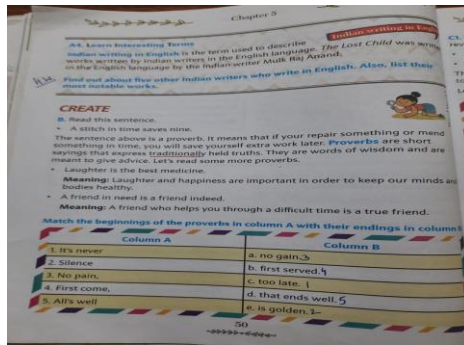 Chapter 5
Indian writing in Eng
A4. Learn Interesting Terms
Indian writing in English is the term used to describe
works written by Indian writers in the English language. The Lost Child was writ
in the English language by the Indian writer Mulk Raj Anand.
Find out about five other Indian writers who write in English. Also, list their
most notable works.
CREATE
B. Read this sentence.
• A stitch in time saves nine.
The sentence above is a proverb. It means that if your repair something or mend
something in time, you will save yourself extra work later. Proverbs are short
sayings that express traditionally held truths. They are words of wisdom and are
meant to give advice. Let's read some more proverbs.
• Laughter is the best medicine.
Meaning: Laughter and happiness are important in order to keep our minds an
bodies healthy.
• A friend in need is a friend indeed.
Meaning: A friend who helps you through a difficult time is a true friend.
Match the beginnings of the proverbs in column A with their endings in column
Column A Column B
1. It's never a. no gain. 3
2. Silence b. first served. 4
3. No pain, c. too late. 1
4. First come, d. that ends well. 5
5. All's well e. is golden. 2
50